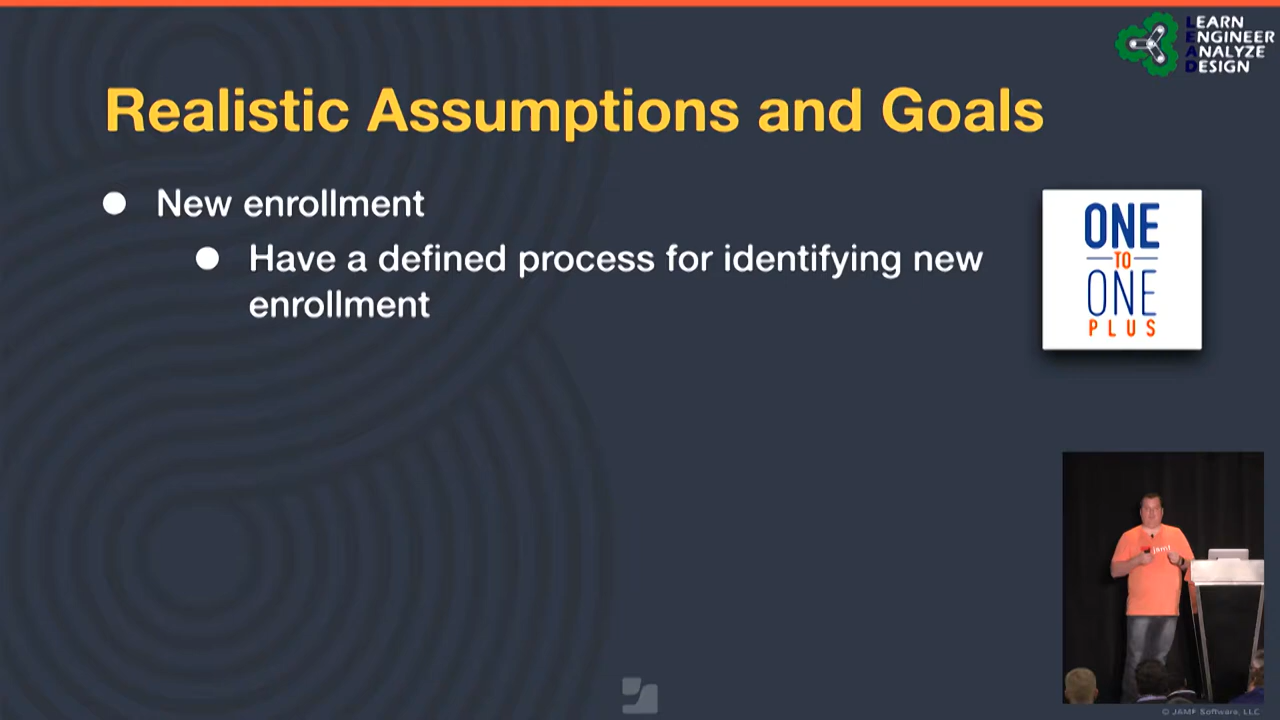 LEARN
ENGINEER
ANALYZE
DESIGN
Realistic Assumptions and Goals
New enrollment
Have a defined process for identifying new
enrollment
ONE
TO
ONE
PLUS
jamf
© JAMF Software, LLC